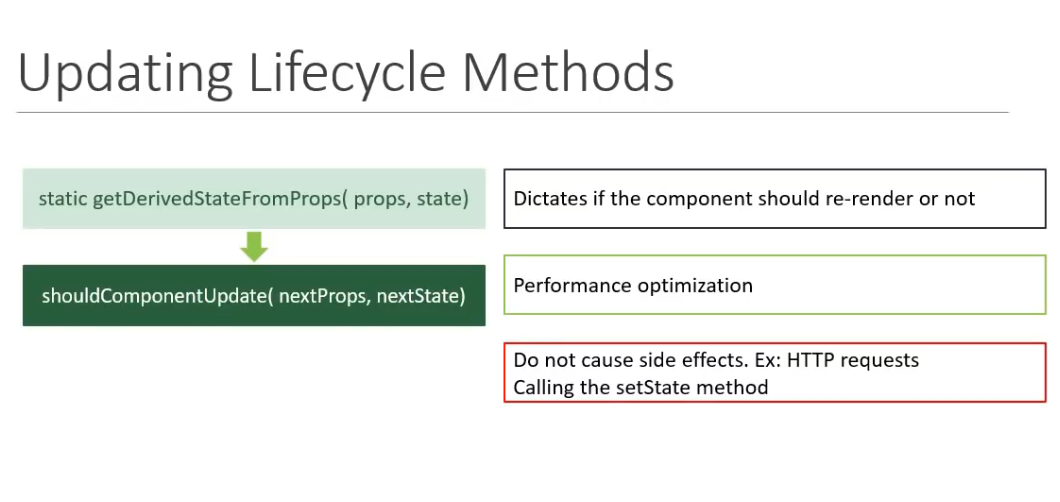 Updating Lifecycle Methods
static getDerivedStateFromProps( props, state)
Dictates if the component should re-render or not
shouldComponentUpdate( nextProps, nextState)
Performance optimization
Do not cause side effects. Ex: HTTP requests
Calling the setState method